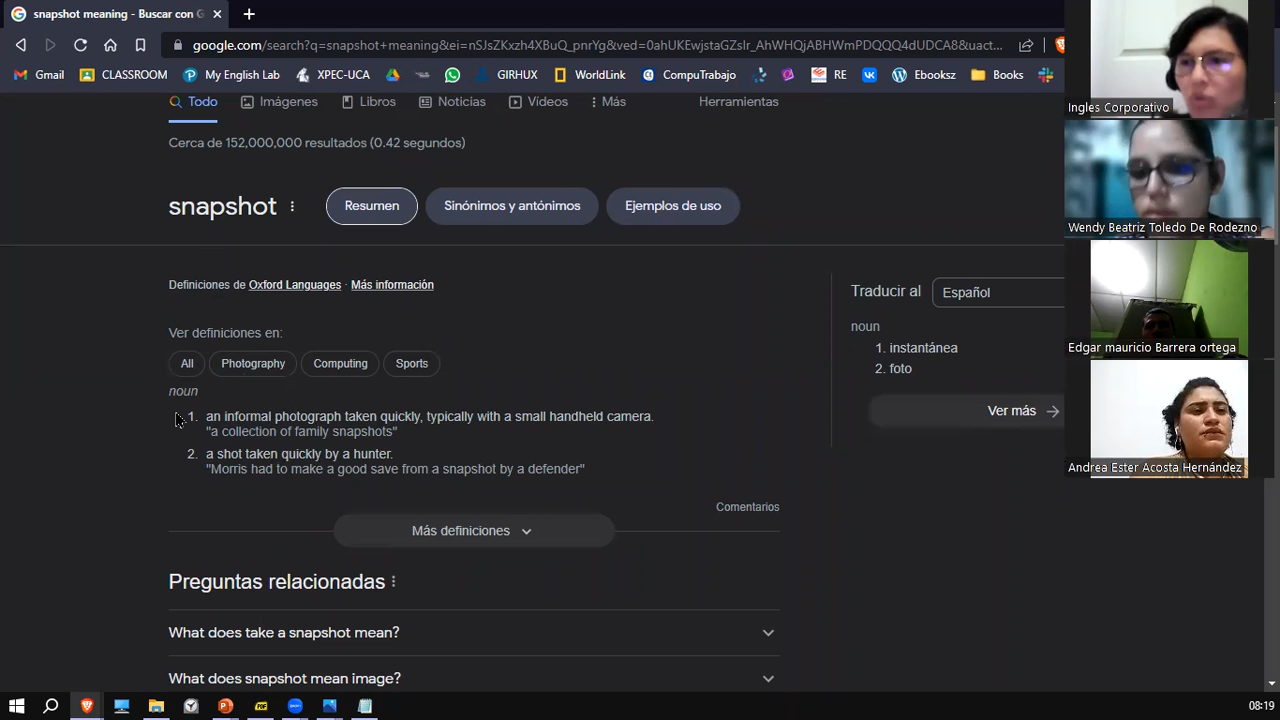 snapshot meaning - Buscar con G
google.com/search?q=snapshot+meaning&ei=nSJsZKxzh4XBuQ_pnrYg&ved=0ahUKEwjstaGZsIr_AhWHQjABHWmPDQQQ4dUDCA8&uact...
Gmail CLASSROOM My English Lab XPEC-UCA GIRHUX WorldLink CompuTrabajo RE WordPress Ebooksz Books
Todo Imágenes Libros Noticias Vídeos Más Herramientas
Cerca de 152,000,000 resultados (0.42 segundos)
snapshot Resumen Sinónimos y antónimos Ejemplos de uso
Definiciones de Oxford Languages · Más información
Ver definiciones en:
All Photography Computing Sports
noun
1. an informal photograph taken quickly, typically with a small handheld camera.
"a collection of family snapshots"
2. a shot taken quickly by a hunter.
"Morris had to make a good save from a snapshot by a defender"
Comentarios
Más definiciones
Traducir al Español
noun
1. instantánea
2. foto
Ver más
Preguntas relacionadas
What does take a snapshot mean?
What does snapshot mean image?
Ingles Corporativo
Wendy Beatriz Toledo De Rodezno
Edgar mauricio Barrera ortega
Andrea Ester Acosta Hernández
08:19